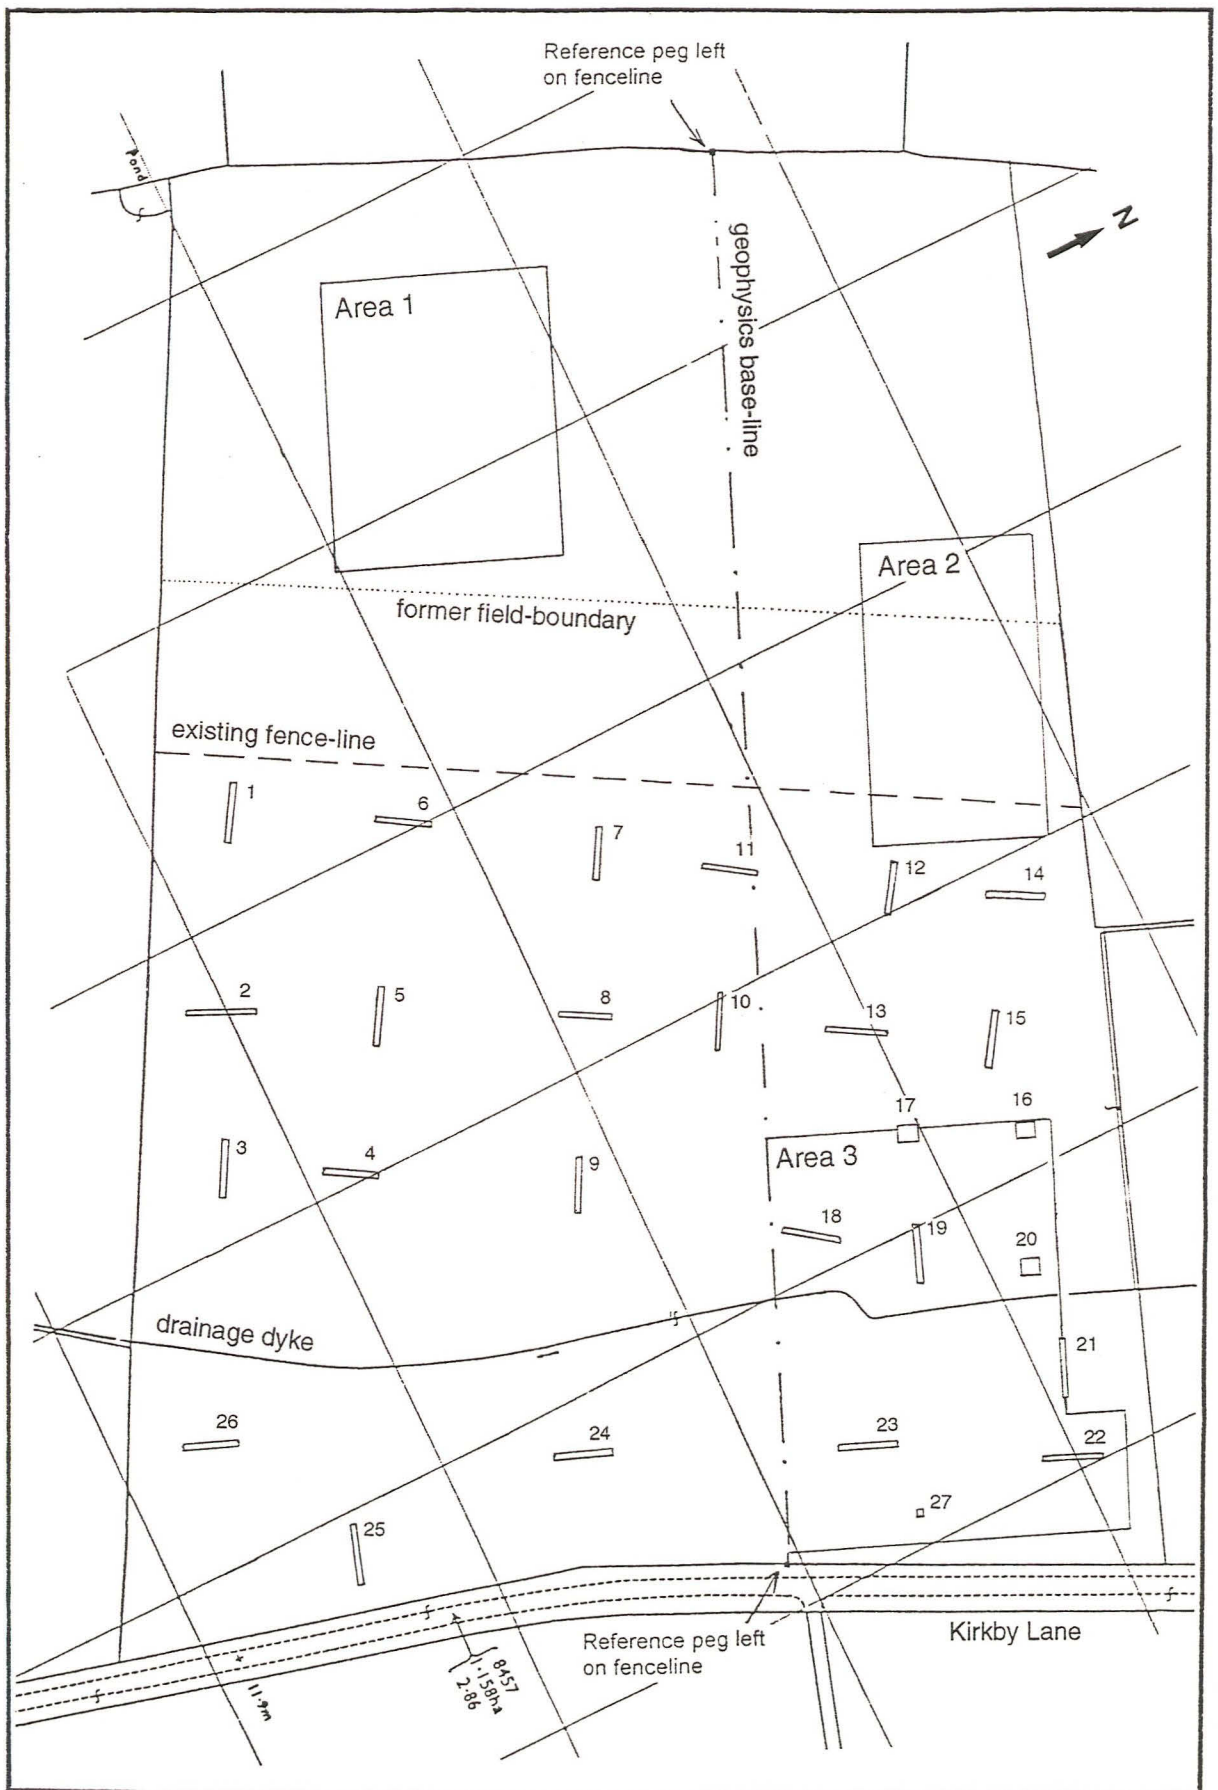 Reference peg left
on fenceline
Pond
N
geophysics base-line
Area 1
Area 2
former field-boundary
existing fence-line
1
6
7
11
12
14
2
5
8
10
13
15
17
16
3
4
9
Area 3
18
19
20
drainage dyke
21
26
24
23
22
27
25
Reference peg left
on fenceline
Kirkby Lane
11.9m
8457
1.158ha
2.86